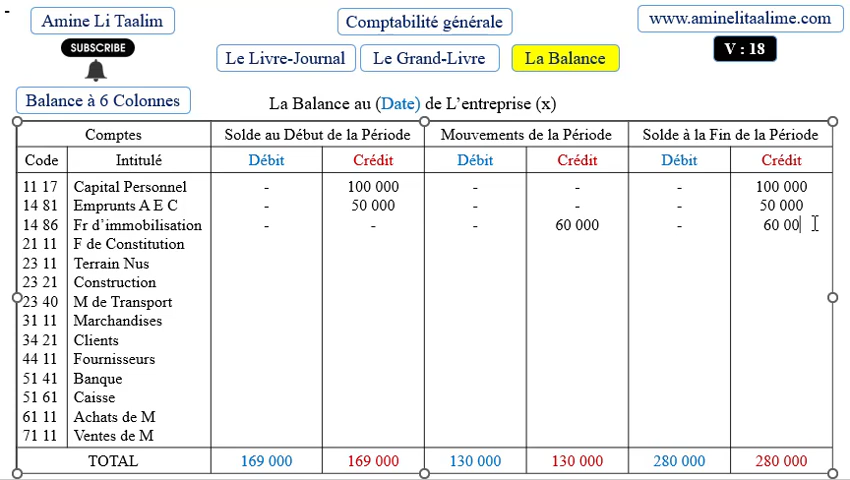 Amine Li Taalim
Comptabilité générale
www.aminelitaalime.com
SUBSCRIBE
V : 18
Le Livre-Journal
Le Grand-Livre
La Balance
Balance à 6 Colonnes
La Balance au (Date) de L'entreprise (x)
Comptes Solde au Début de la Période Mouvements de la Période Solde à la Fin de la Période
Code Intitulé Débit Crédit Débit Crédit Débit Crédit
11 17 Capital Personnel - 100 000 - - - 100 000
14 81 Emprunts A E C - 50 000 - - - 50 000
14 86 Fr d'immobilisation - - - 60 000 - 60 00
21 11 F de Constitution
23 11 Terrain Nus
23 21 Construction
23 40 M de Transport
31 11 Marchandises
34 21 Clients
44 11 Fournisseurs
51 41 Banque
51 61 Caisse
61 11 Achats de M
71 11 Ventes de M
TOTAL 169 000 169 000 130 000 130 000 280 000 280 000